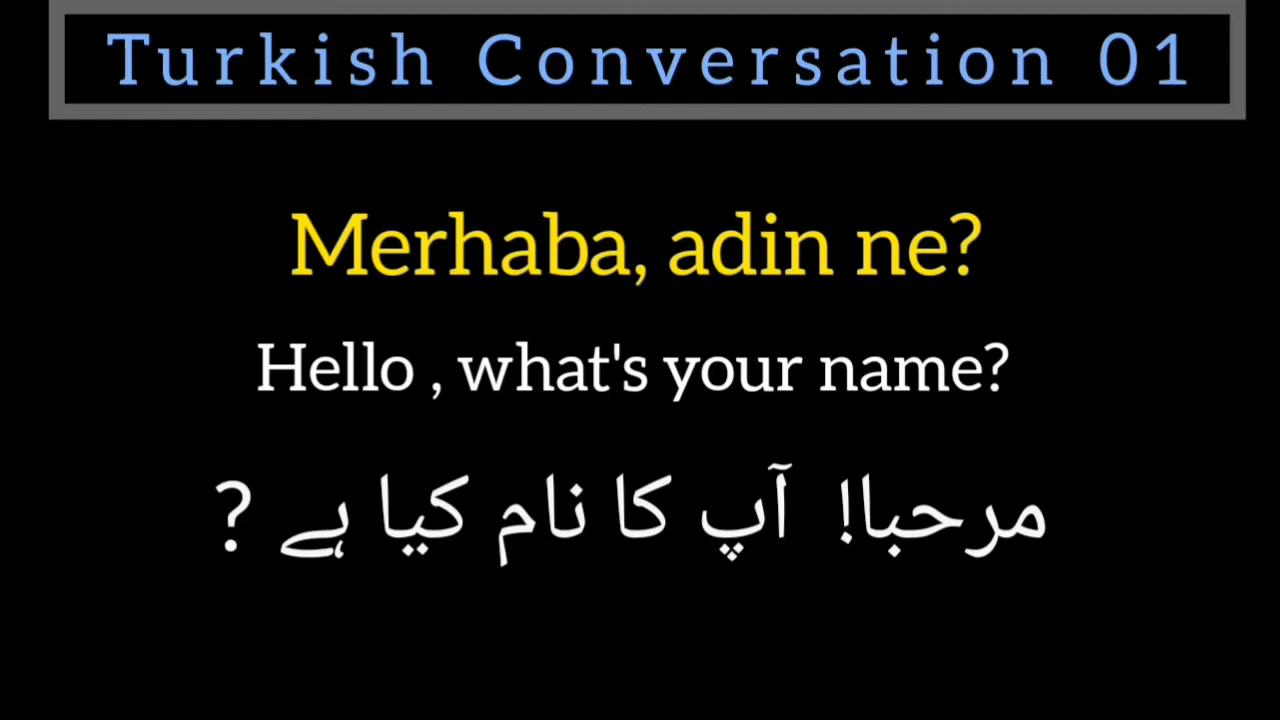 Turkish Conversation 01
Merhaba, adin ne?
Hello , what's your name?
مرحبا! آپ کا نام کیا ہے ?